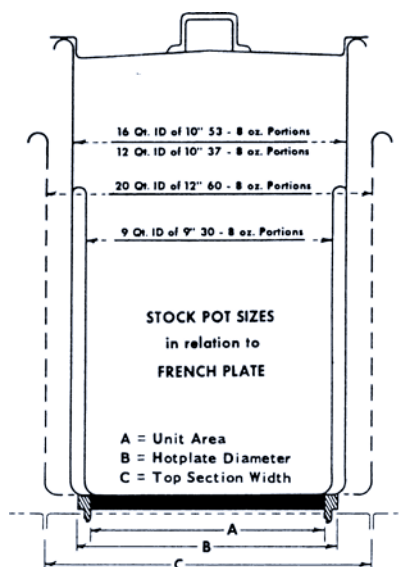 16 Qt. ID of 10" 53 - 8 oz. Portions
12 Qt. ID of 10" 37 - 8 oz. Portions
20 Qt. ID of 12" 60 - 8 oz. Portions
9 Qt. ID of 9" 30 - 8 oz. Portions
STOCK POT SIZES
in relation to
FRENCH PLATE
A = Unit Area
B = Hotplate Diameter
C = Top Section Width
A
B
C